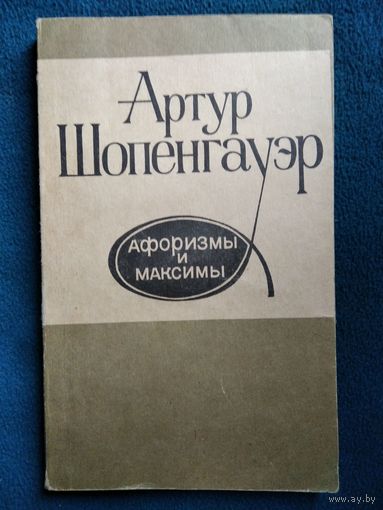 Артур
Шопенгауэр
Афоризмы
и
максимы
www.ay.by